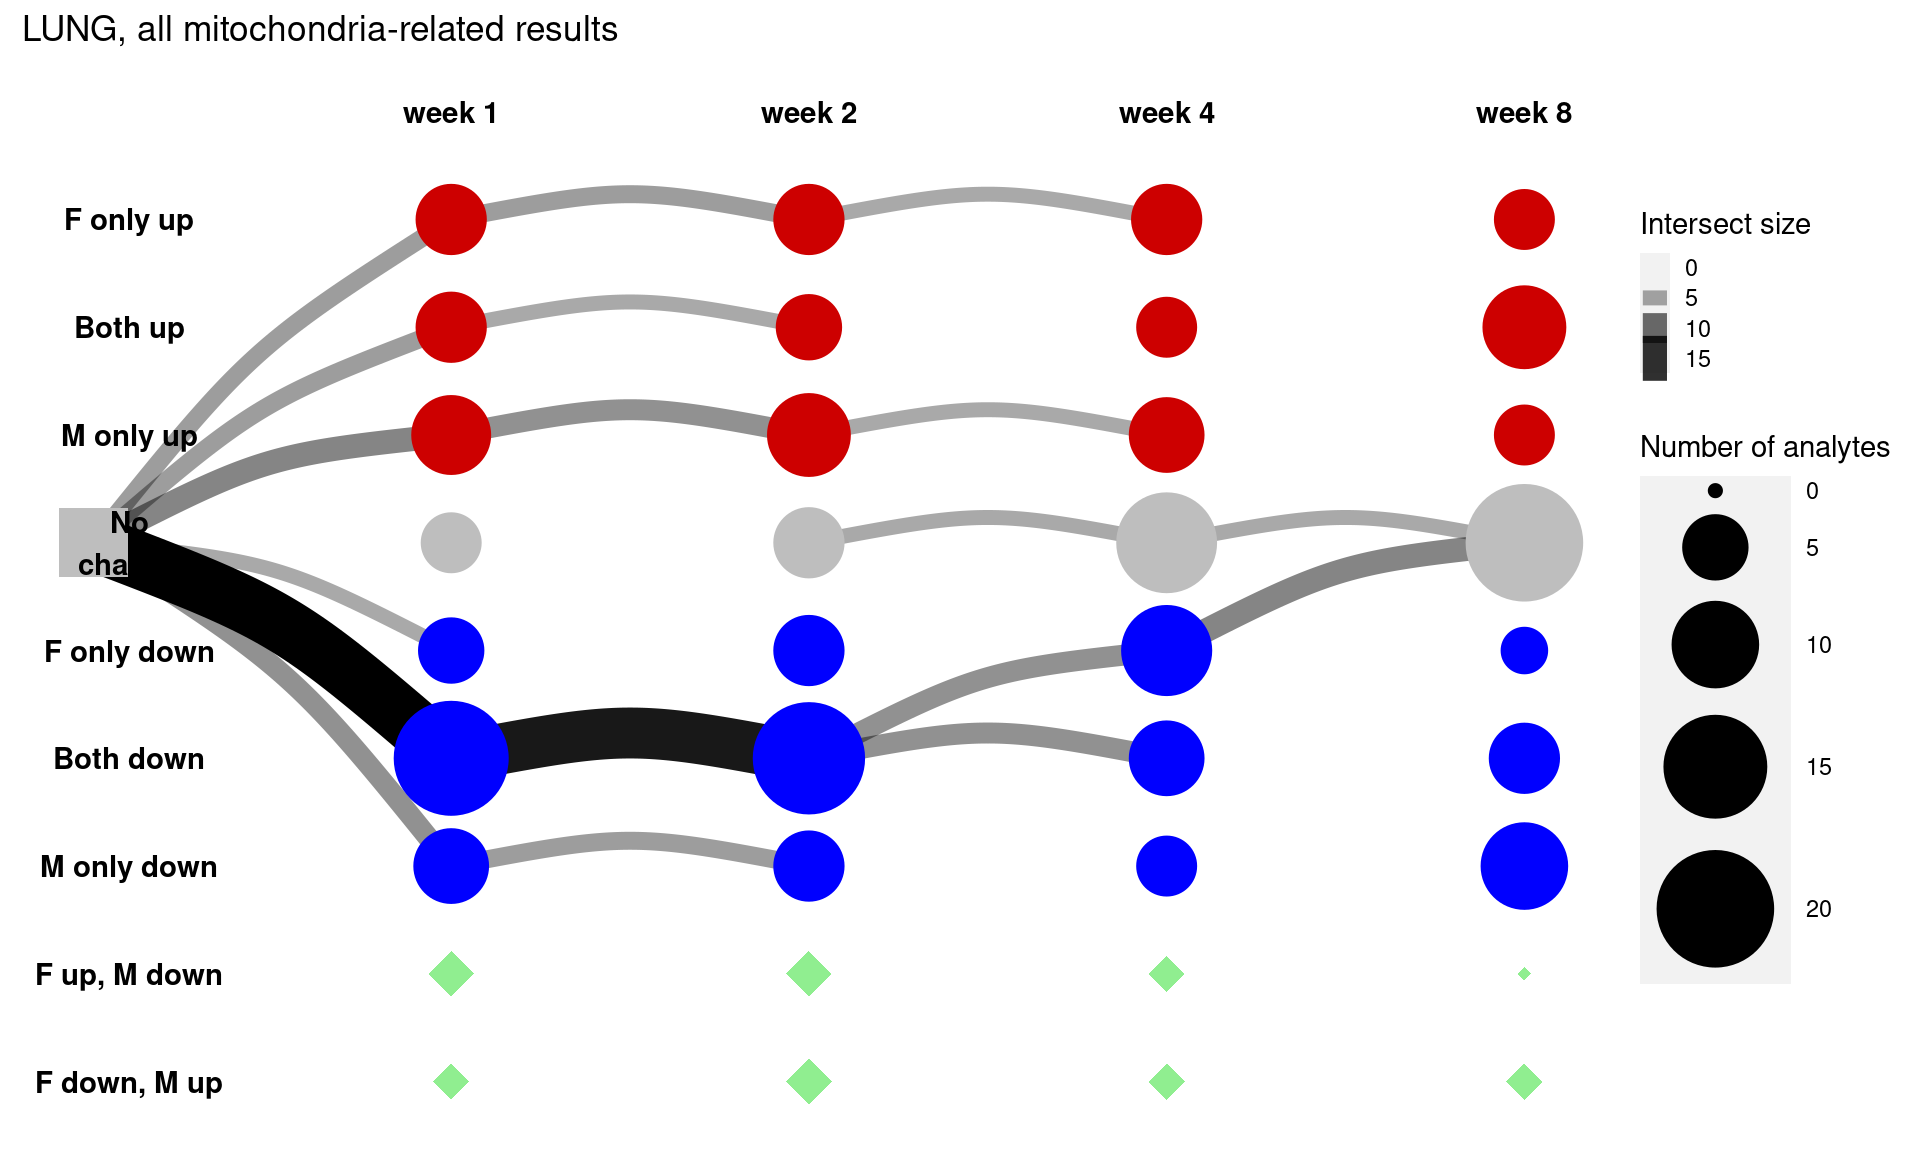 LUNG, all mitochondria-related results
week 1 week 2 week 4 week 8
F only up
Both up
M only up
No
cha
F only down
Both down
M only down
F up, M down
F down, M up
Intersect size
0
5
10
15
Number of analytes
0
5
10
15
20